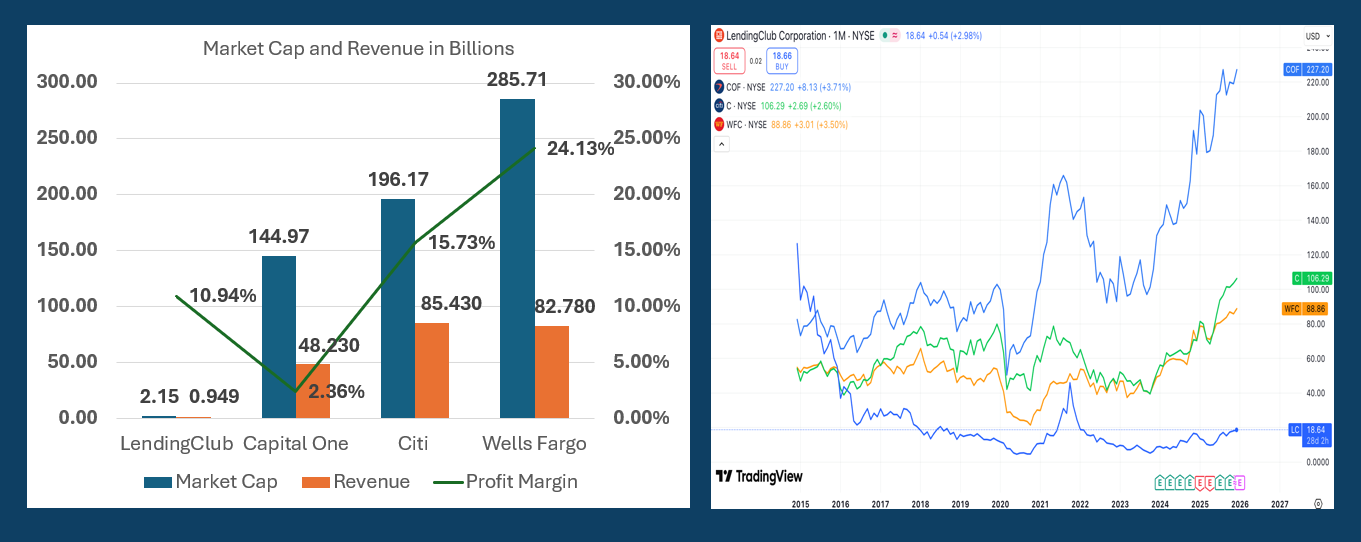 Market Cap and Revenue in Billions
300.00
250.00
200.00
150.00
100.00
50.00
0.00
30.00%
25.00%
20.00%
15.00%
10.00%
5.00%
0.00%
2.15 0.949
10.94%
144.97
48.230
2.36%
196.17
85.430
15.73%
285.71
82.780
24.13%
LendingClub Capital One Citi Wells Fargo
Market Cap Revenue Profit Margin
LendingClub Corporation · 1M · NYSE 18.64 +0.54 (+2.98%)
USD
18.64 SELL 0.02 18.66 BUY
COF · NYSE 227.20 +8.13 (+3.71%)
citi C · NYSE 106.29 +2.69 (+2.60%)
WFC · NYSE 88.86 +3.01 (+3.50%)
COF 227.20
220.00
200.00
180.00
160.00
140.00
120.00
C 106.29
100.00
WFC 88.86
80.00
60.00
40.00
LC 18.64
28d 2h
0.0000
TradingView
E E E E E E E E E
2015 2016 2017 2018 2019 2020 2021 2022 2023 2024 2025 2026 2027